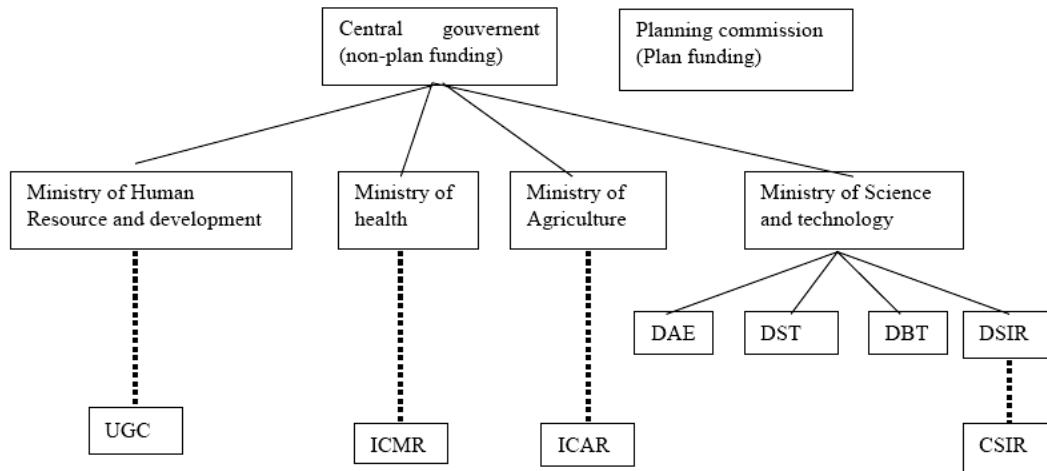 Central gouvernent
(non-plan funding)
Planning commission
(Plan funding)
Ministry of Human
Resource and development
Ministry of
health
Ministry of
Agriculture
Ministry of Science
and technology
DAE
DST
DBT
DSIR
UGC
ICMR
ICAR
CSIR